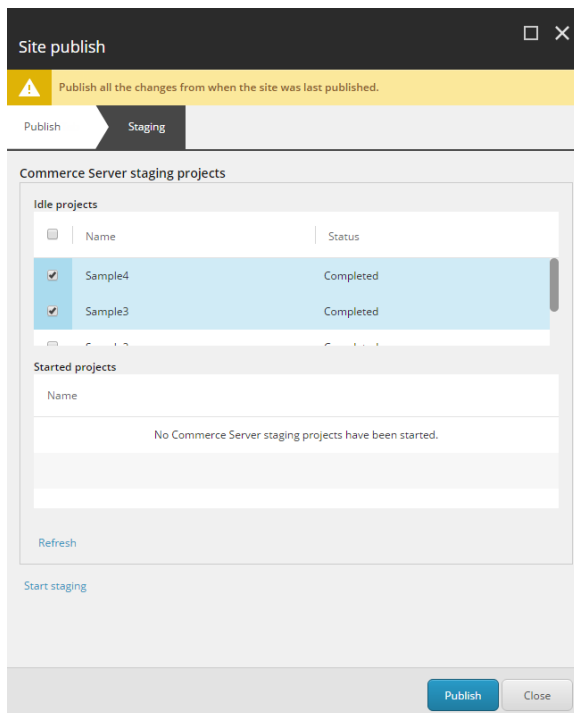 Site publish
Publish all the changes from when the site was last published.
Publish Staging
Commerce Server staging projects
Idle projects
Name Status
Sample4 Completed
Sample3 Completed
Started projects
Name
No Commerce Server staging projects have been started.
Refresh
Start staging
Publish Close